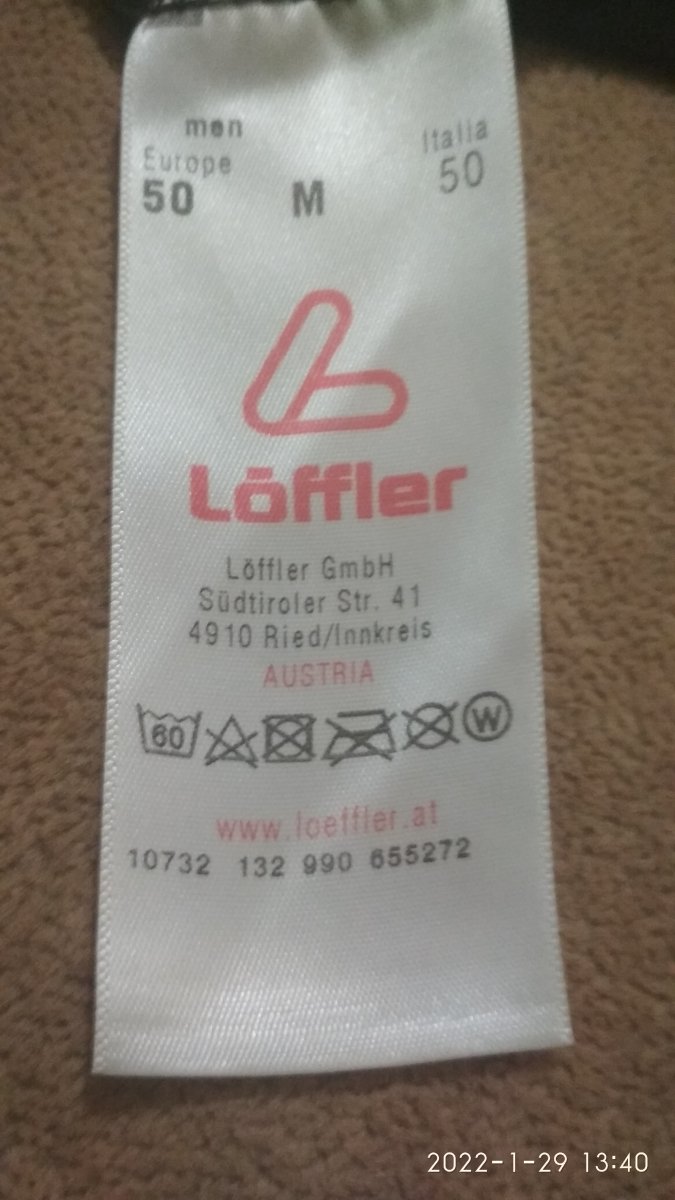 men
Europe Italia
50 M 50
Löffler
Löffler GmbH
Südtiroler Str. 41
4910 Ried/Innkreis
AUSTRIA
60 W
www.loeffler.at
10732 132 990 655272
2022-1-29 13:40